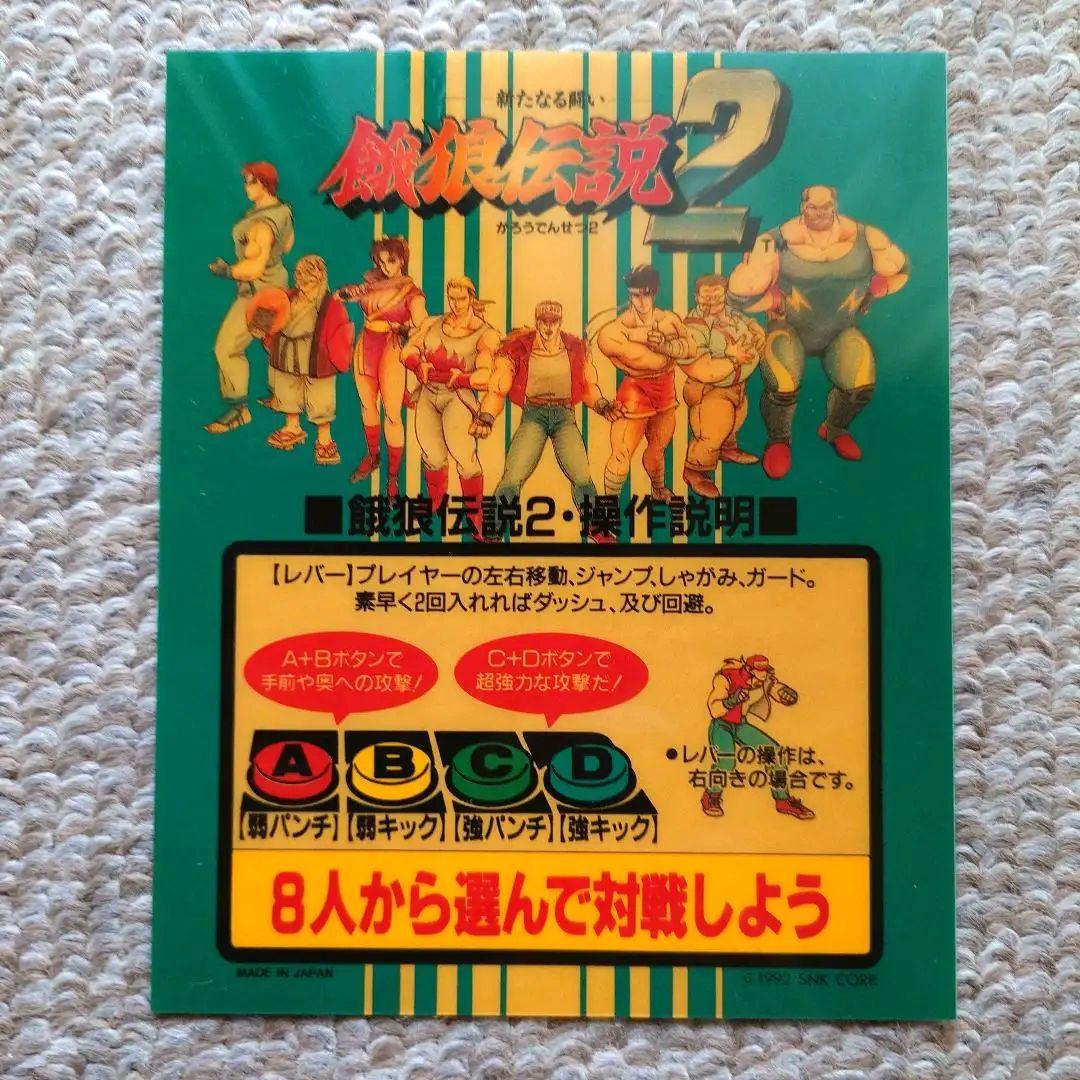 新たなる闘い
餓狼伝説2
がろうでんせつ2
TM
■餓狼伝説2・操作説明■
【レバー】プレイヤーの左右移動、ジャンプ、しゃがみ、ガード。
素早く2回入れればダッシュ、及び回避。
A+Bボタンで
手前や奥への攻撃!
C+Dボタンで
超強力な攻撃だ!
A B C D
【弱パンチ】【弱キック】【強パンチ】【強キック】
●レバーの操作は、
右向きの場合です。
8人から選んで対戦しよう
MADE IN JAPAN
© 1992 SNK CORP.